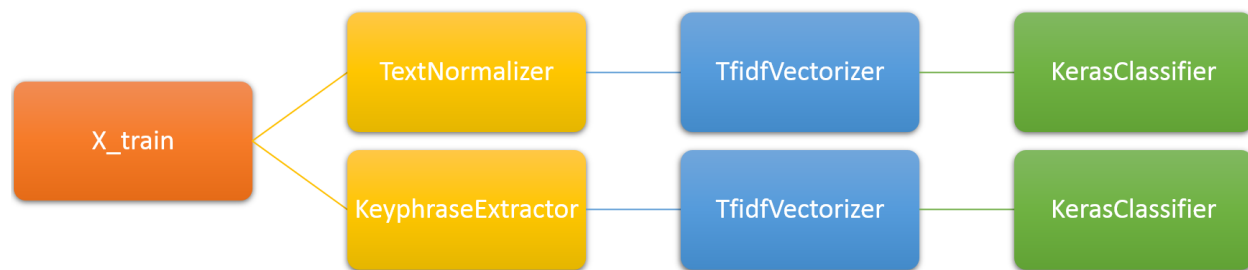 X_train
TextNormalizer
TfidfVectorizer
KerasClassifier
KeyphraseExtractor
TfidfVectorizer
KerasClassifier